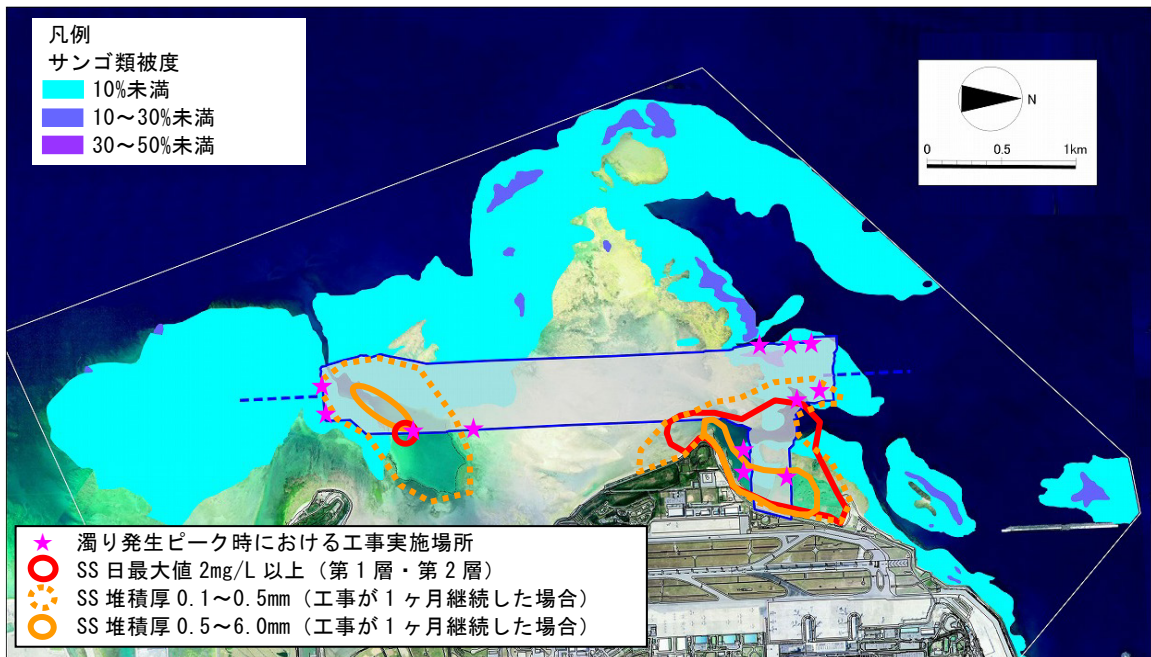 凡例
サンゴ類被度
10%未満
10~30%未満
30~50%未満
N
0 0.5 1km
濁り発生ピーク時における工事実施場所
SS 日最大値 2mg/L 以上(第1層・第2層)
SS 堆積厚 0.1~0.5mm(工事が1ヶ月継続した場合)
SS 堆積厚 0.5~6.0mm(工事が1ヶ月継続した場合)